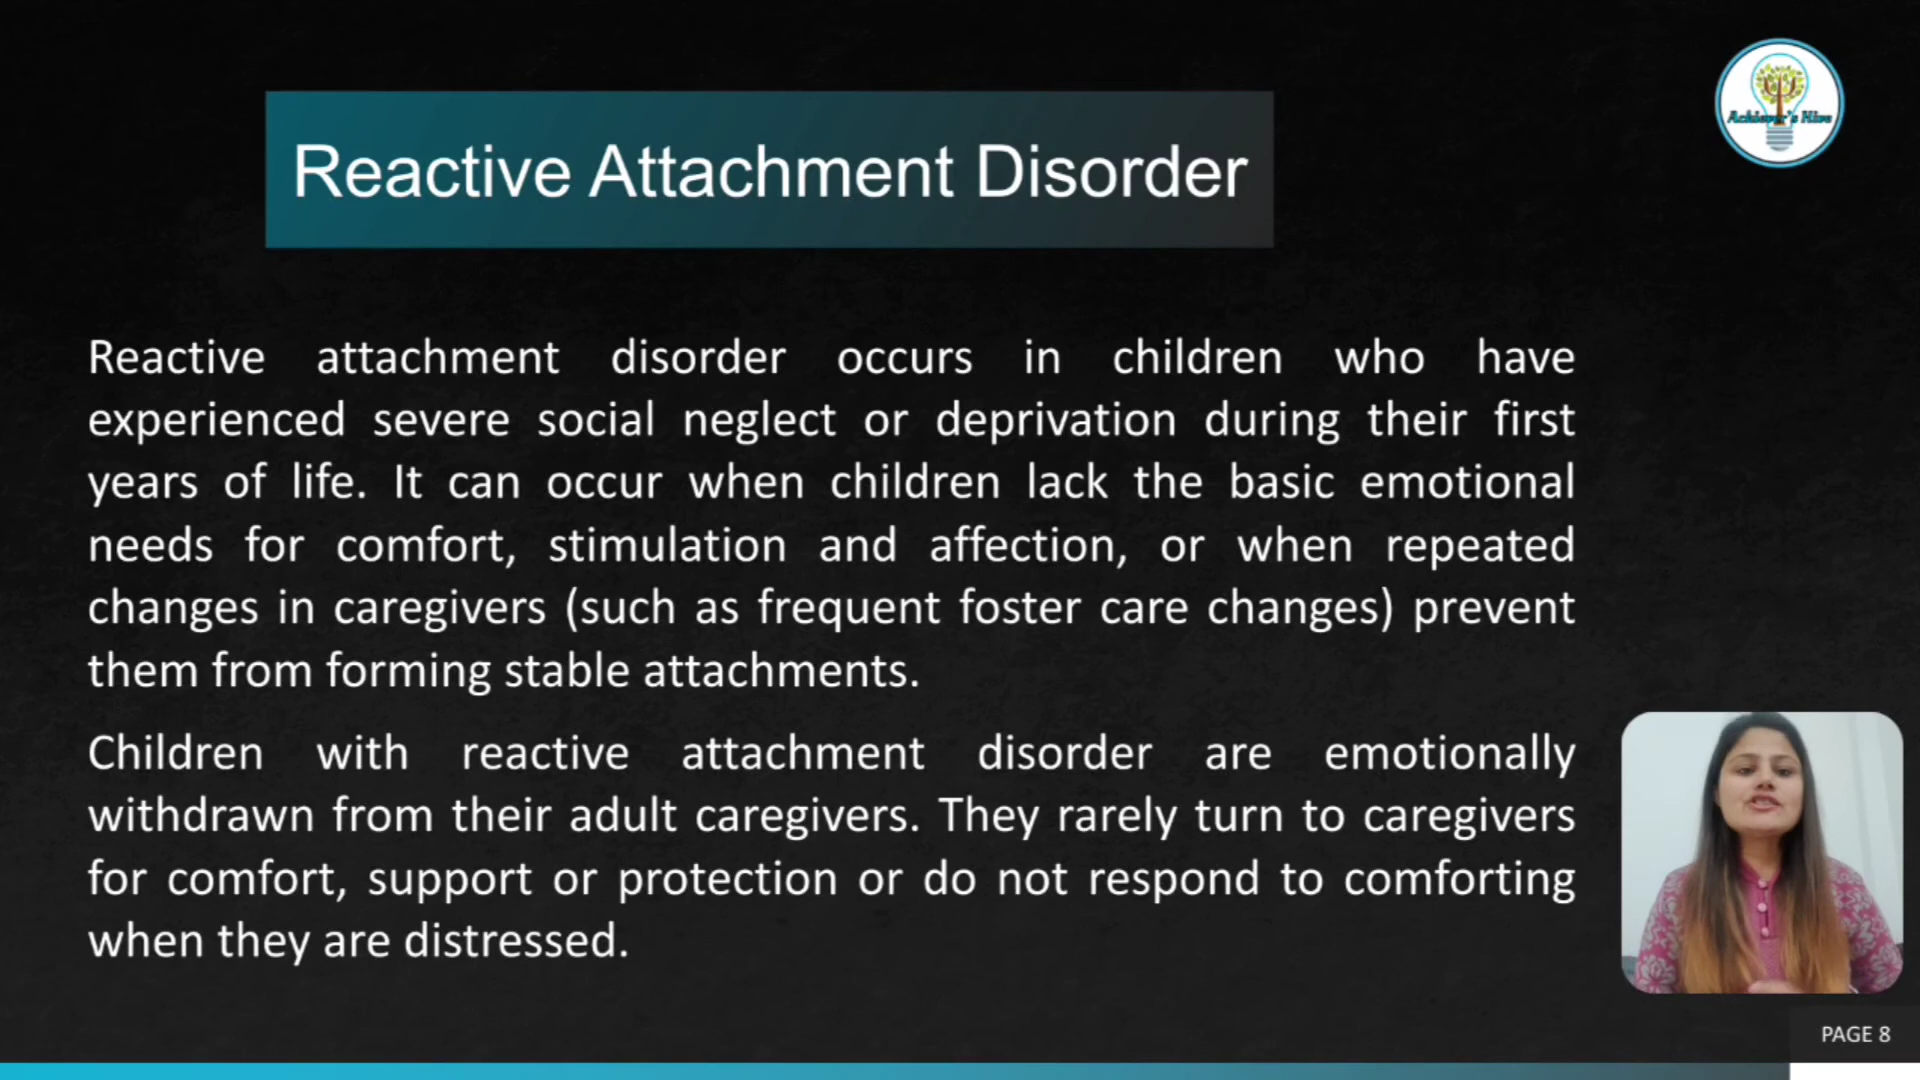 Achiever's Hive
Reactive Attachment Disorder
Reactive attachment disorder occurs in children who have
experienced severe social neglect or deprivation during their first
years of life. It can occur when children lack the basic emotional
needs for comfort, stimulation and affection, or when repeated
changes in caregivers (such as frequent foster care changes) prevent
them from forming stable attachments.
Children with reactive attachment disorder are emotionally
withdrawn from their adult caregivers. They rarely turn to caregivers
for comfort, support or protection or do not respond to comforting
when they are distressed.
PAGE 8